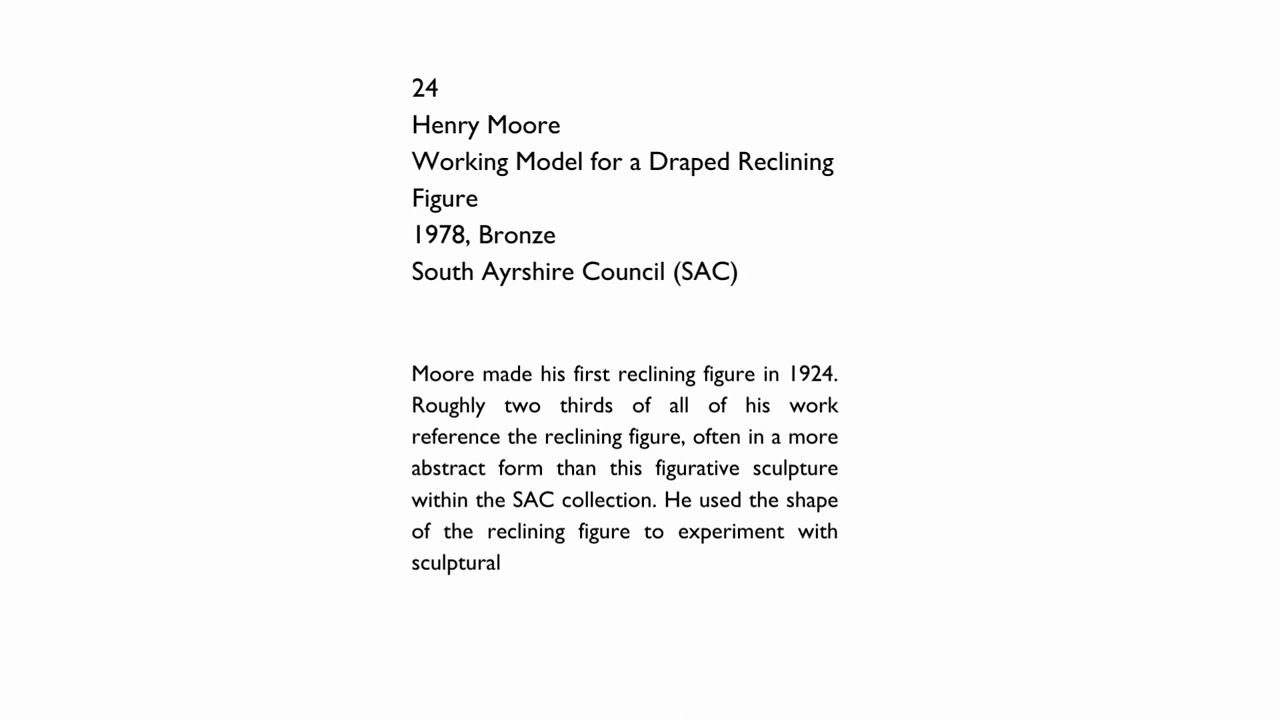 24
Henry Moore
Working Model for a Draped Reclining
Figure
1978, Bronze
South Ayrshire Council (SAC)
Moore made his first reclining figure in 1924.
Roughly two thirds of all of his work
reference the reclining figure, often in a more
abstract form than this figurative sculpture
within the SAC collection. He used the shape
of the reclining figure to experiment with
sculptural